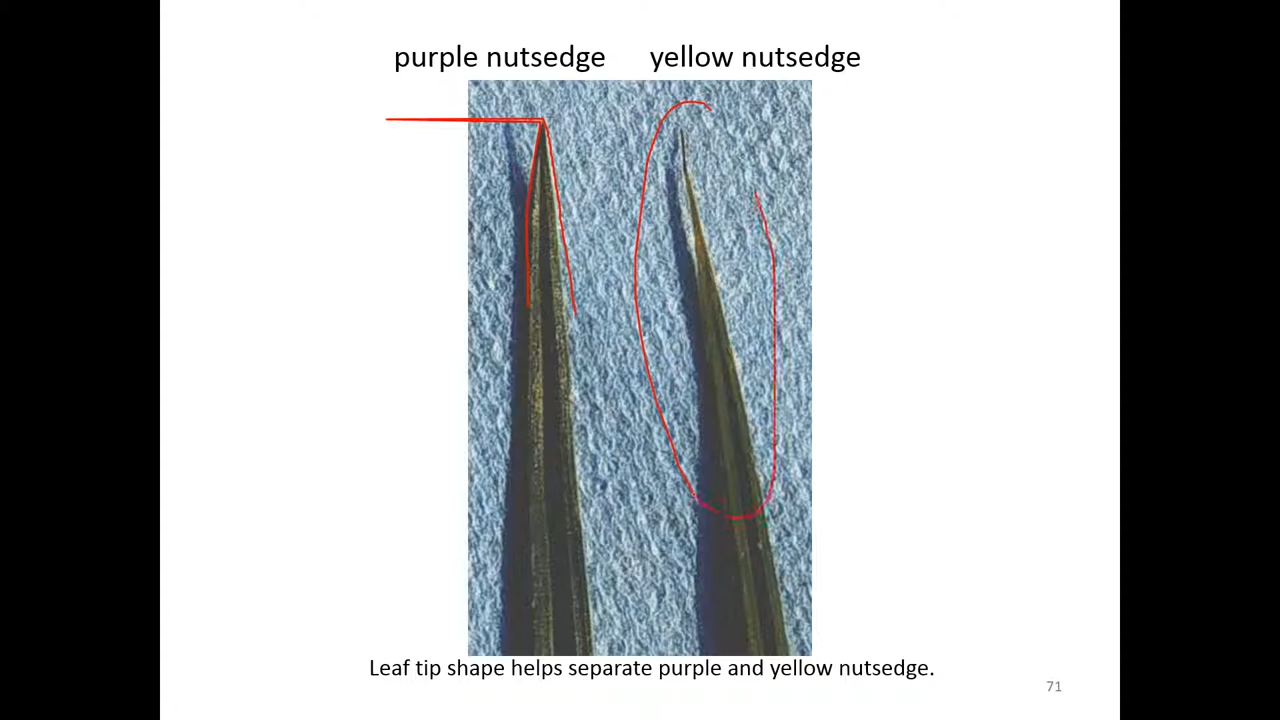 purple nutsedge yellow nutsedge
Leaf tip shape helps separate purple and yellow nutsedge.
71